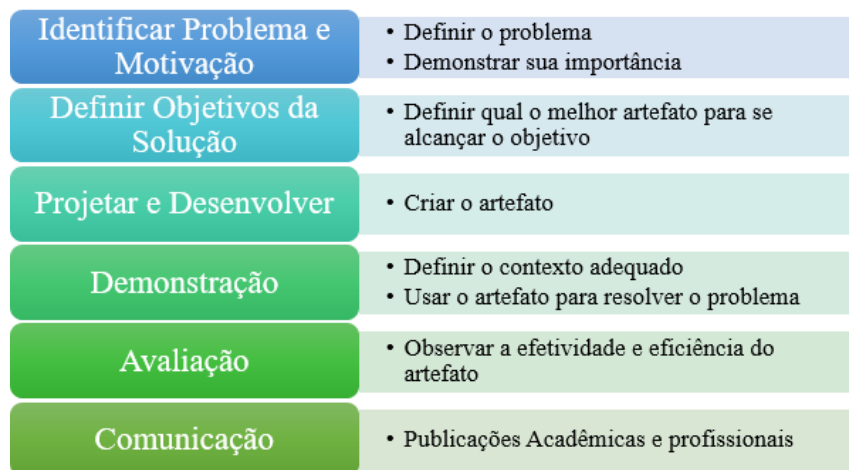 Identificar Problema e
Motivação
• Definir o problema
• Demonstrar sua importância
Definir Objetivos da
Solução
• Definir qual o melhor artefato para se
alcançar o objetivo
Projetar e Desenvolver
• Criar o artefato
Demonstração
• Definir o contexto adequado
• Usar o artefato para resolver o problema
Avaliação
• Observar a efetividade e eficiência do
artefato
Comunicação
• Publicações Acadêmicas e profissionais